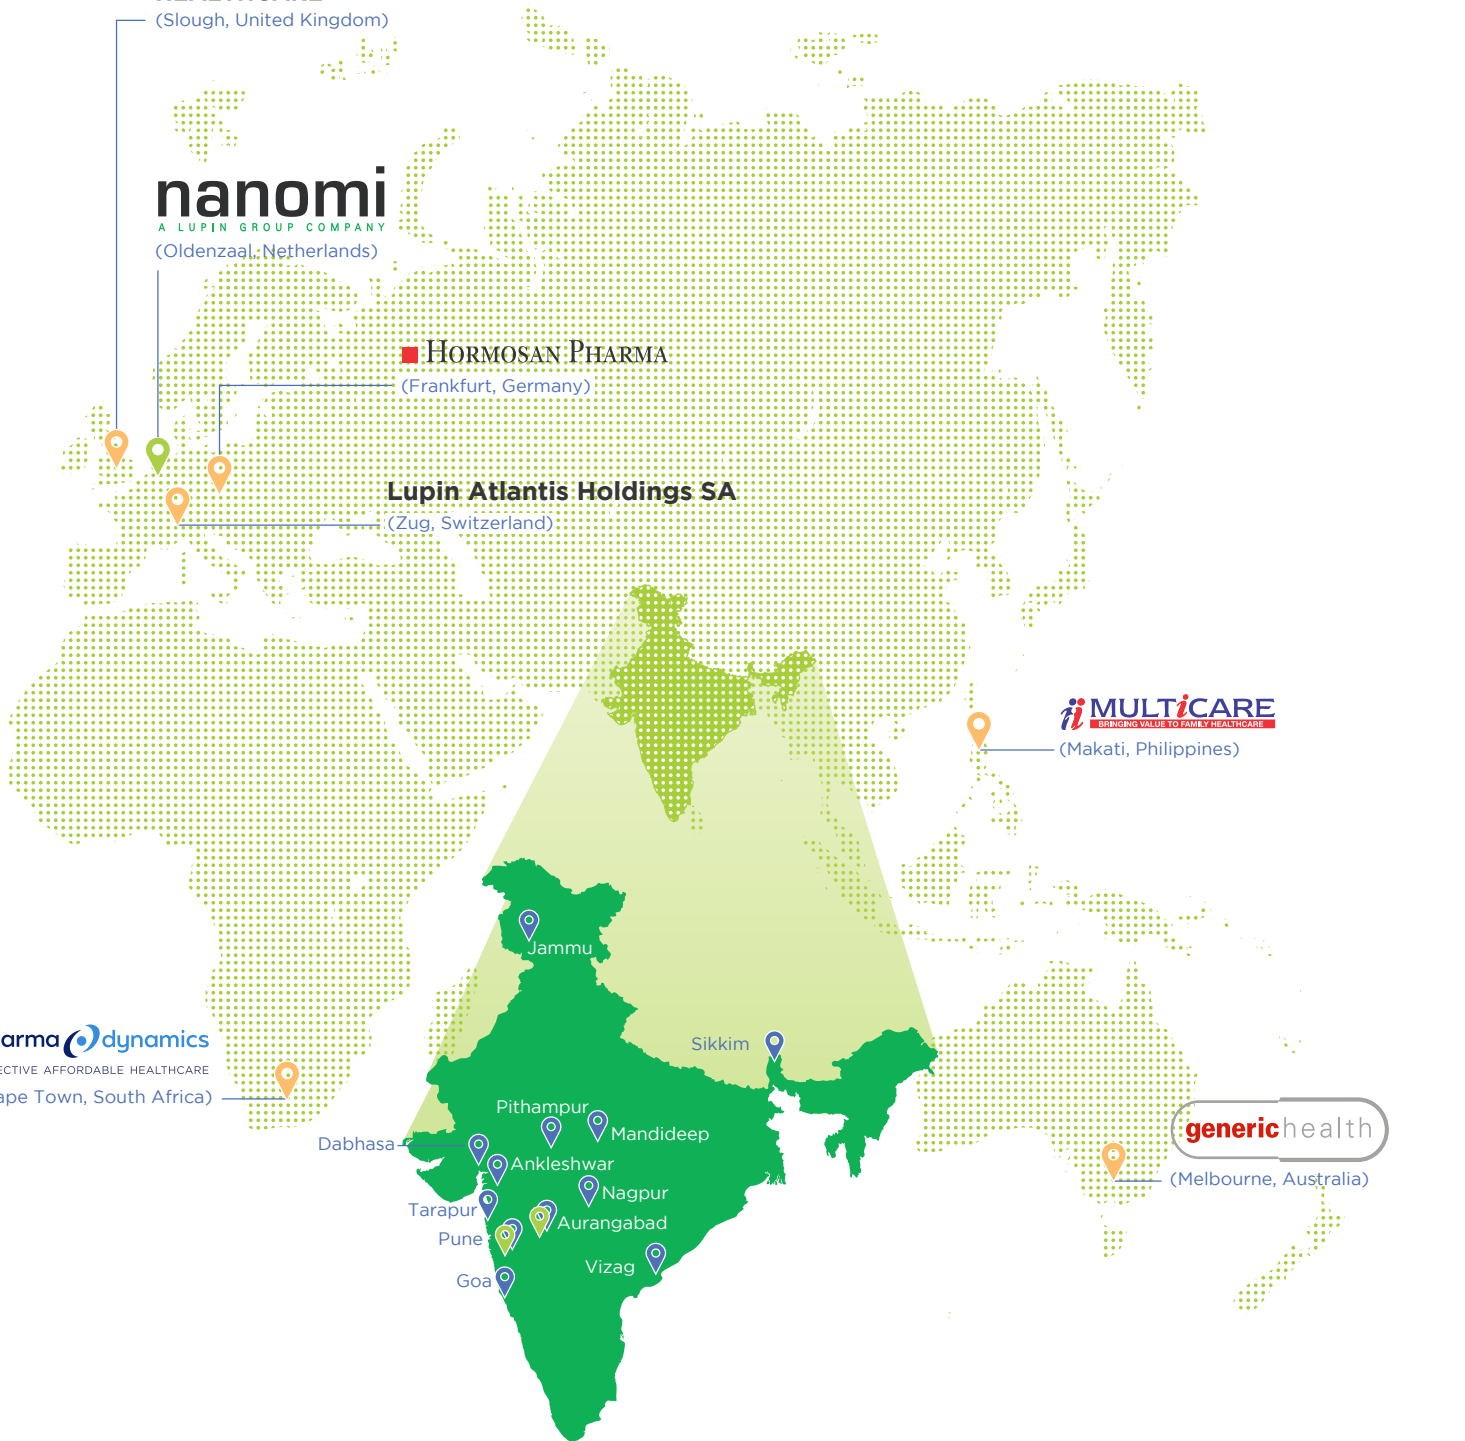 (Slough, United Kingdom)
nanomi
A LUPIN GROUP COMPANY
(Oldenzaal, Netherlands)
HORMOSAN PHARMA
(Frankfurt, Germany)
Lupin Atlantis Holdings SA
(Zug, Switzerland)
MULTiCARE
BRINGING VALUE TO FAMILY HEALTHCARE
(Makati, Philippines)
Jammu
arma dynamics
ECTIVE AFFORDABLE HEALTHCARE
ape Town, South Africa)
Sikkim
Pithampur
Mandideep
Dabhasa
Ankleshwar
Nagpur
Tarapur
Aurangabad
Pune
Vizag
Goa
generichealth
(Melbourne, Australia)